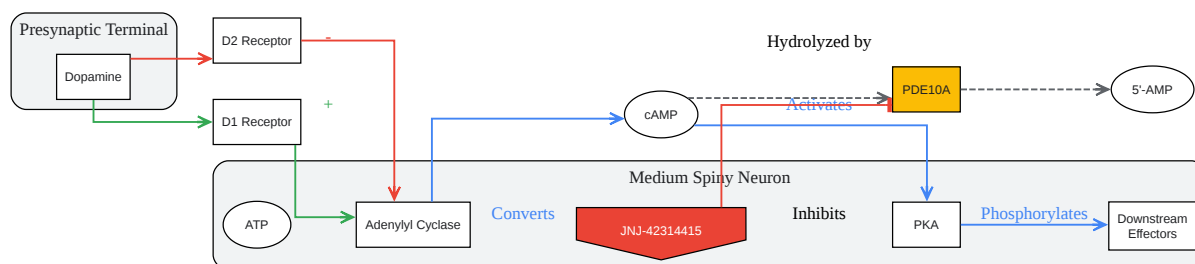 Presynaptic Terminal
Dopamine
D2 Receptor
-
D1 Receptor
+
Hydrolyzed by
cAMP
Activates
PDE10A
5'-AMP
Medium Spiny Neuron
ATP
Adenylyl Cyclase
Converts
JNJ-42314415
Inhibits
PKA
Phosphorylates
Downstream
Effectors